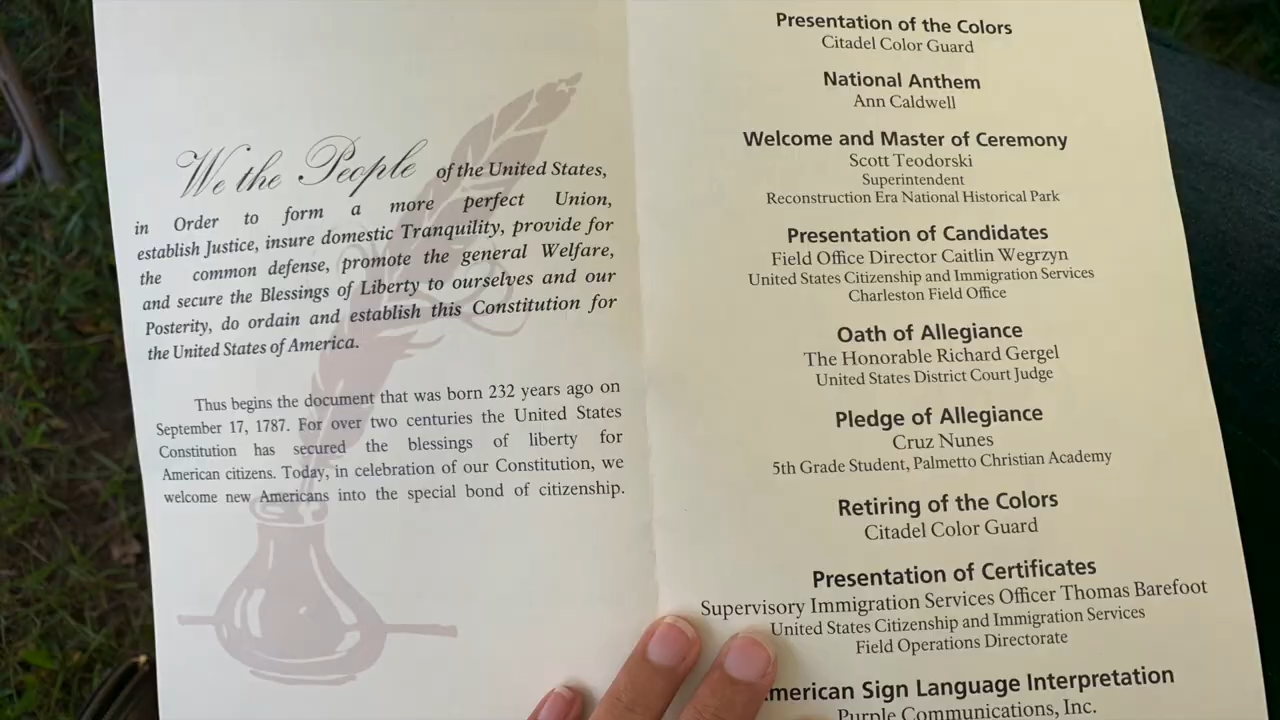 We the People of the United States,
in Order to form a more perfect Union,
establish Justice, insure domestic Tranquility, provide for
the common defense, promote the general Welfare,
and secure the Blessings of Liberty to ourselves and our
Posterity, do ordain and establish this Constitution for
the United States of America.
Thus begins the document that was born 232 years ago on
September 17, 1787. For over two centuries the United States
Constitution has secured the blessings of liberty for
American citizens. Today, in celebration of our Constitution, we
welcome new Americans into the special bond of citizenship.
Presentation of the Colors
Citadel Color Guard
National Anthem
Ann Caldwell
Welcome and Master of Ceremony
Scott Teodorski
Superintendent
Reconstruction Era National Historical Park
Presentation of Candidates
Field Office Director Caitlin Wegrzyn
United States Citizenship and Immigration Services
Charleston Field Office
Oath of Allegiance
The Honorable Richard Gergel
United States District Court Judge
Pledge of Allegiance
Cruz Nunes
5th Grade Student, Palmetto Christian Academy
Retiring of the Colors
Citadel Color Guard
Presentation of Certificates
Supervisory Immigration Services Officer Thomas Barefoot
United States Citizenship and Immigration Services
Field Operations Directorate
merican Sign Language Interpretation
Purple Communications, Inc.